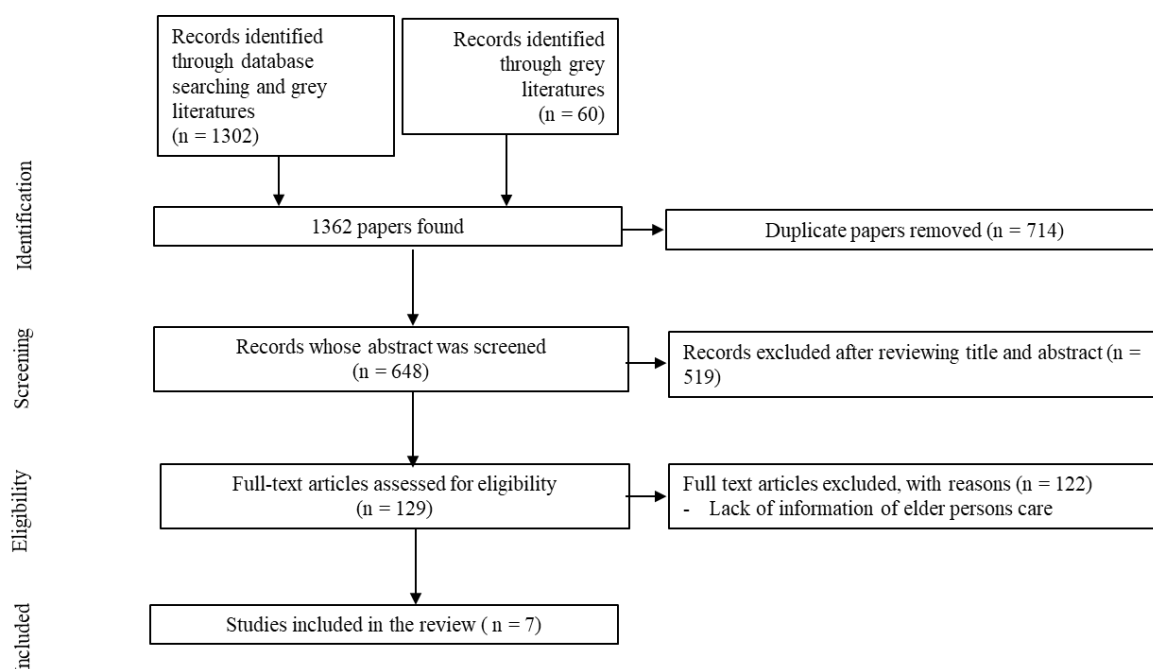 Records identified
through database
searching and grey
literatures
(n = 1302)
Records identified
through grey
literatures
(n = 60)
Identification
1362 papers found
Duplicate papers removed (n = 714)
Screening
Records whose abstract was screened
(n = 648)
Records excluded after reviewing title and abstract (n =
519)
Eligibility
Full-text articles assessed for eligibility
(n = 129)
Full text articles excluded, with reasons (n = 122)
- Lack of information of elder persons care
Included
Studies included in the review ( n = 7)